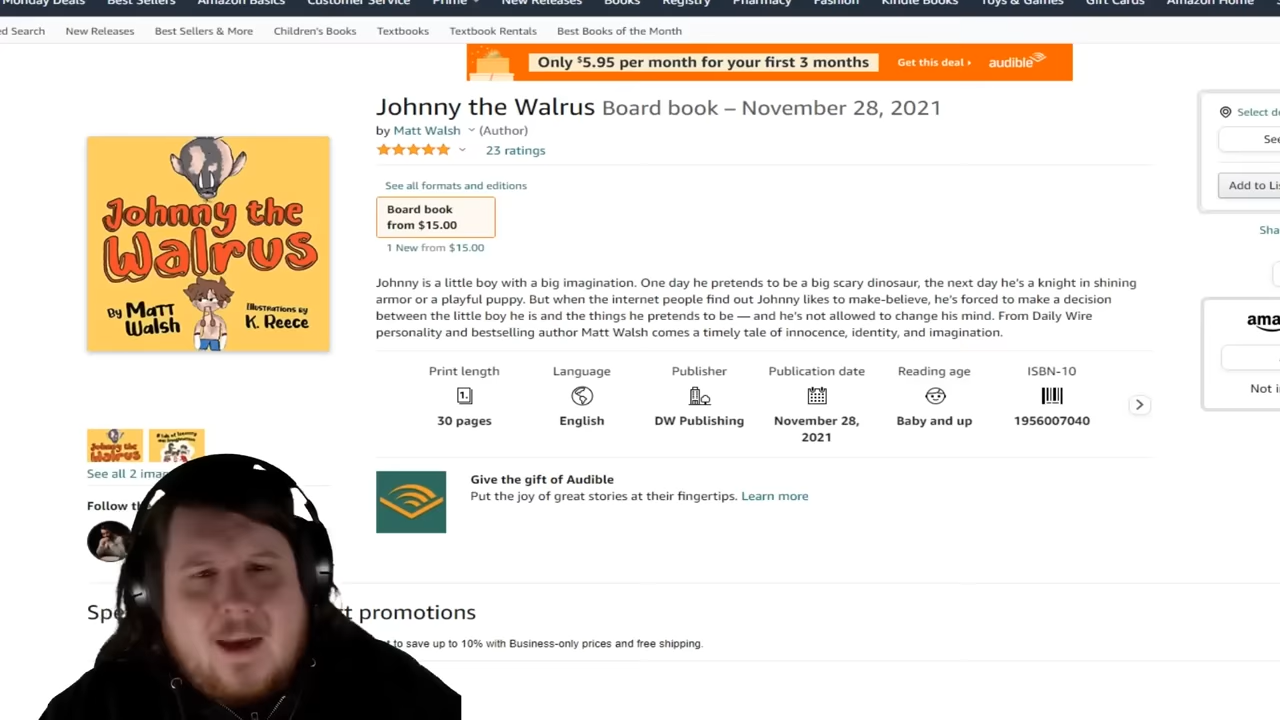 Monday Deals Best Sellers Amazon Basics Customer Service Prime New Releases Books Registry Pharmacy Fashion Kindle Books Toys & Games Gift Cards Amazon Home
ed Search New Releases Best Sellers & More Children's Books Textbooks Textbook Rentals Best Books of the Month
Only $5.95 per month for your first 3 months Get this deal › audible
Johnny the Walrus Board book – November 28, 2021
by Matt Walsh (Author)
23 ratings
See all formats and editions
Board book
from $15.00
1 New from $15.00
Johnny is a little boy with a big imagination. One day he pretends to be a big scary dinosaur, the next day he's a knight in shining
armor or a playful puppy. But when the internet people find out Johnny likes to make-believe, he's forced to make a decision
between the little boy he is and the things he pretends to be — and he's not allowed to change his mind. From Daily Wire
personality and bestselling author Matt Walsh comes a timely tale of innocence, identity, and imagination.
Print length Language Publisher Publication date Reading age ISBN-10
30 pages English DW Publishing November 28, 2021 Baby and up 1956007040
Johnny the
Walrus
By Matt Walsh
Illustrations by K. Reece
Johnny the
Walrus
See all 2 ima
Follow th
Give the gift of Audible
Put the joy of great stories at their fingertips. Learn more
Spe t promotions
t to save up to 10% with Business-only prices and free shipping.
Select de
See
Add to Lis
Sha
ama
Not i